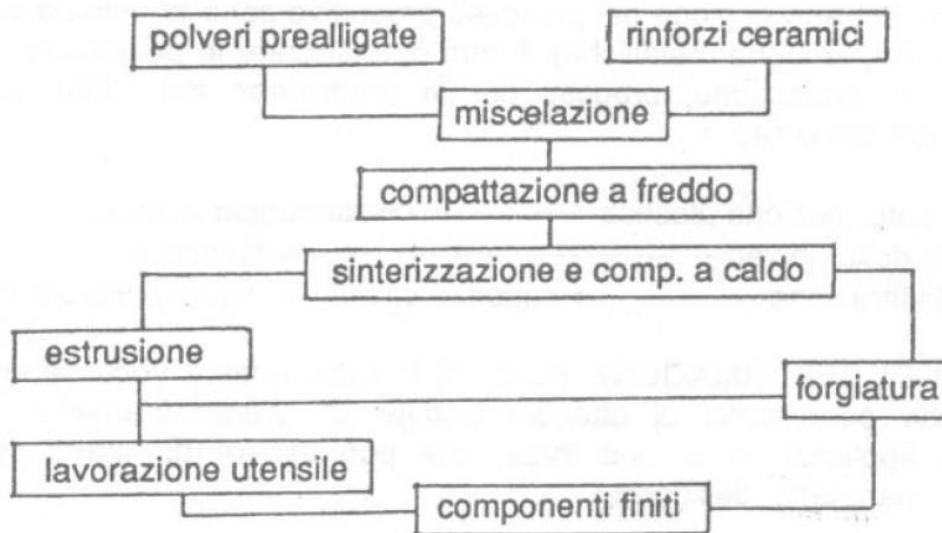 polveri prealligate
rinforzi ceramici
miscelazione
compattazione a freddo
sinterizzazione e comp. a caldo
estrusione
forgiatura
lavorazione utensile
componenti finiti